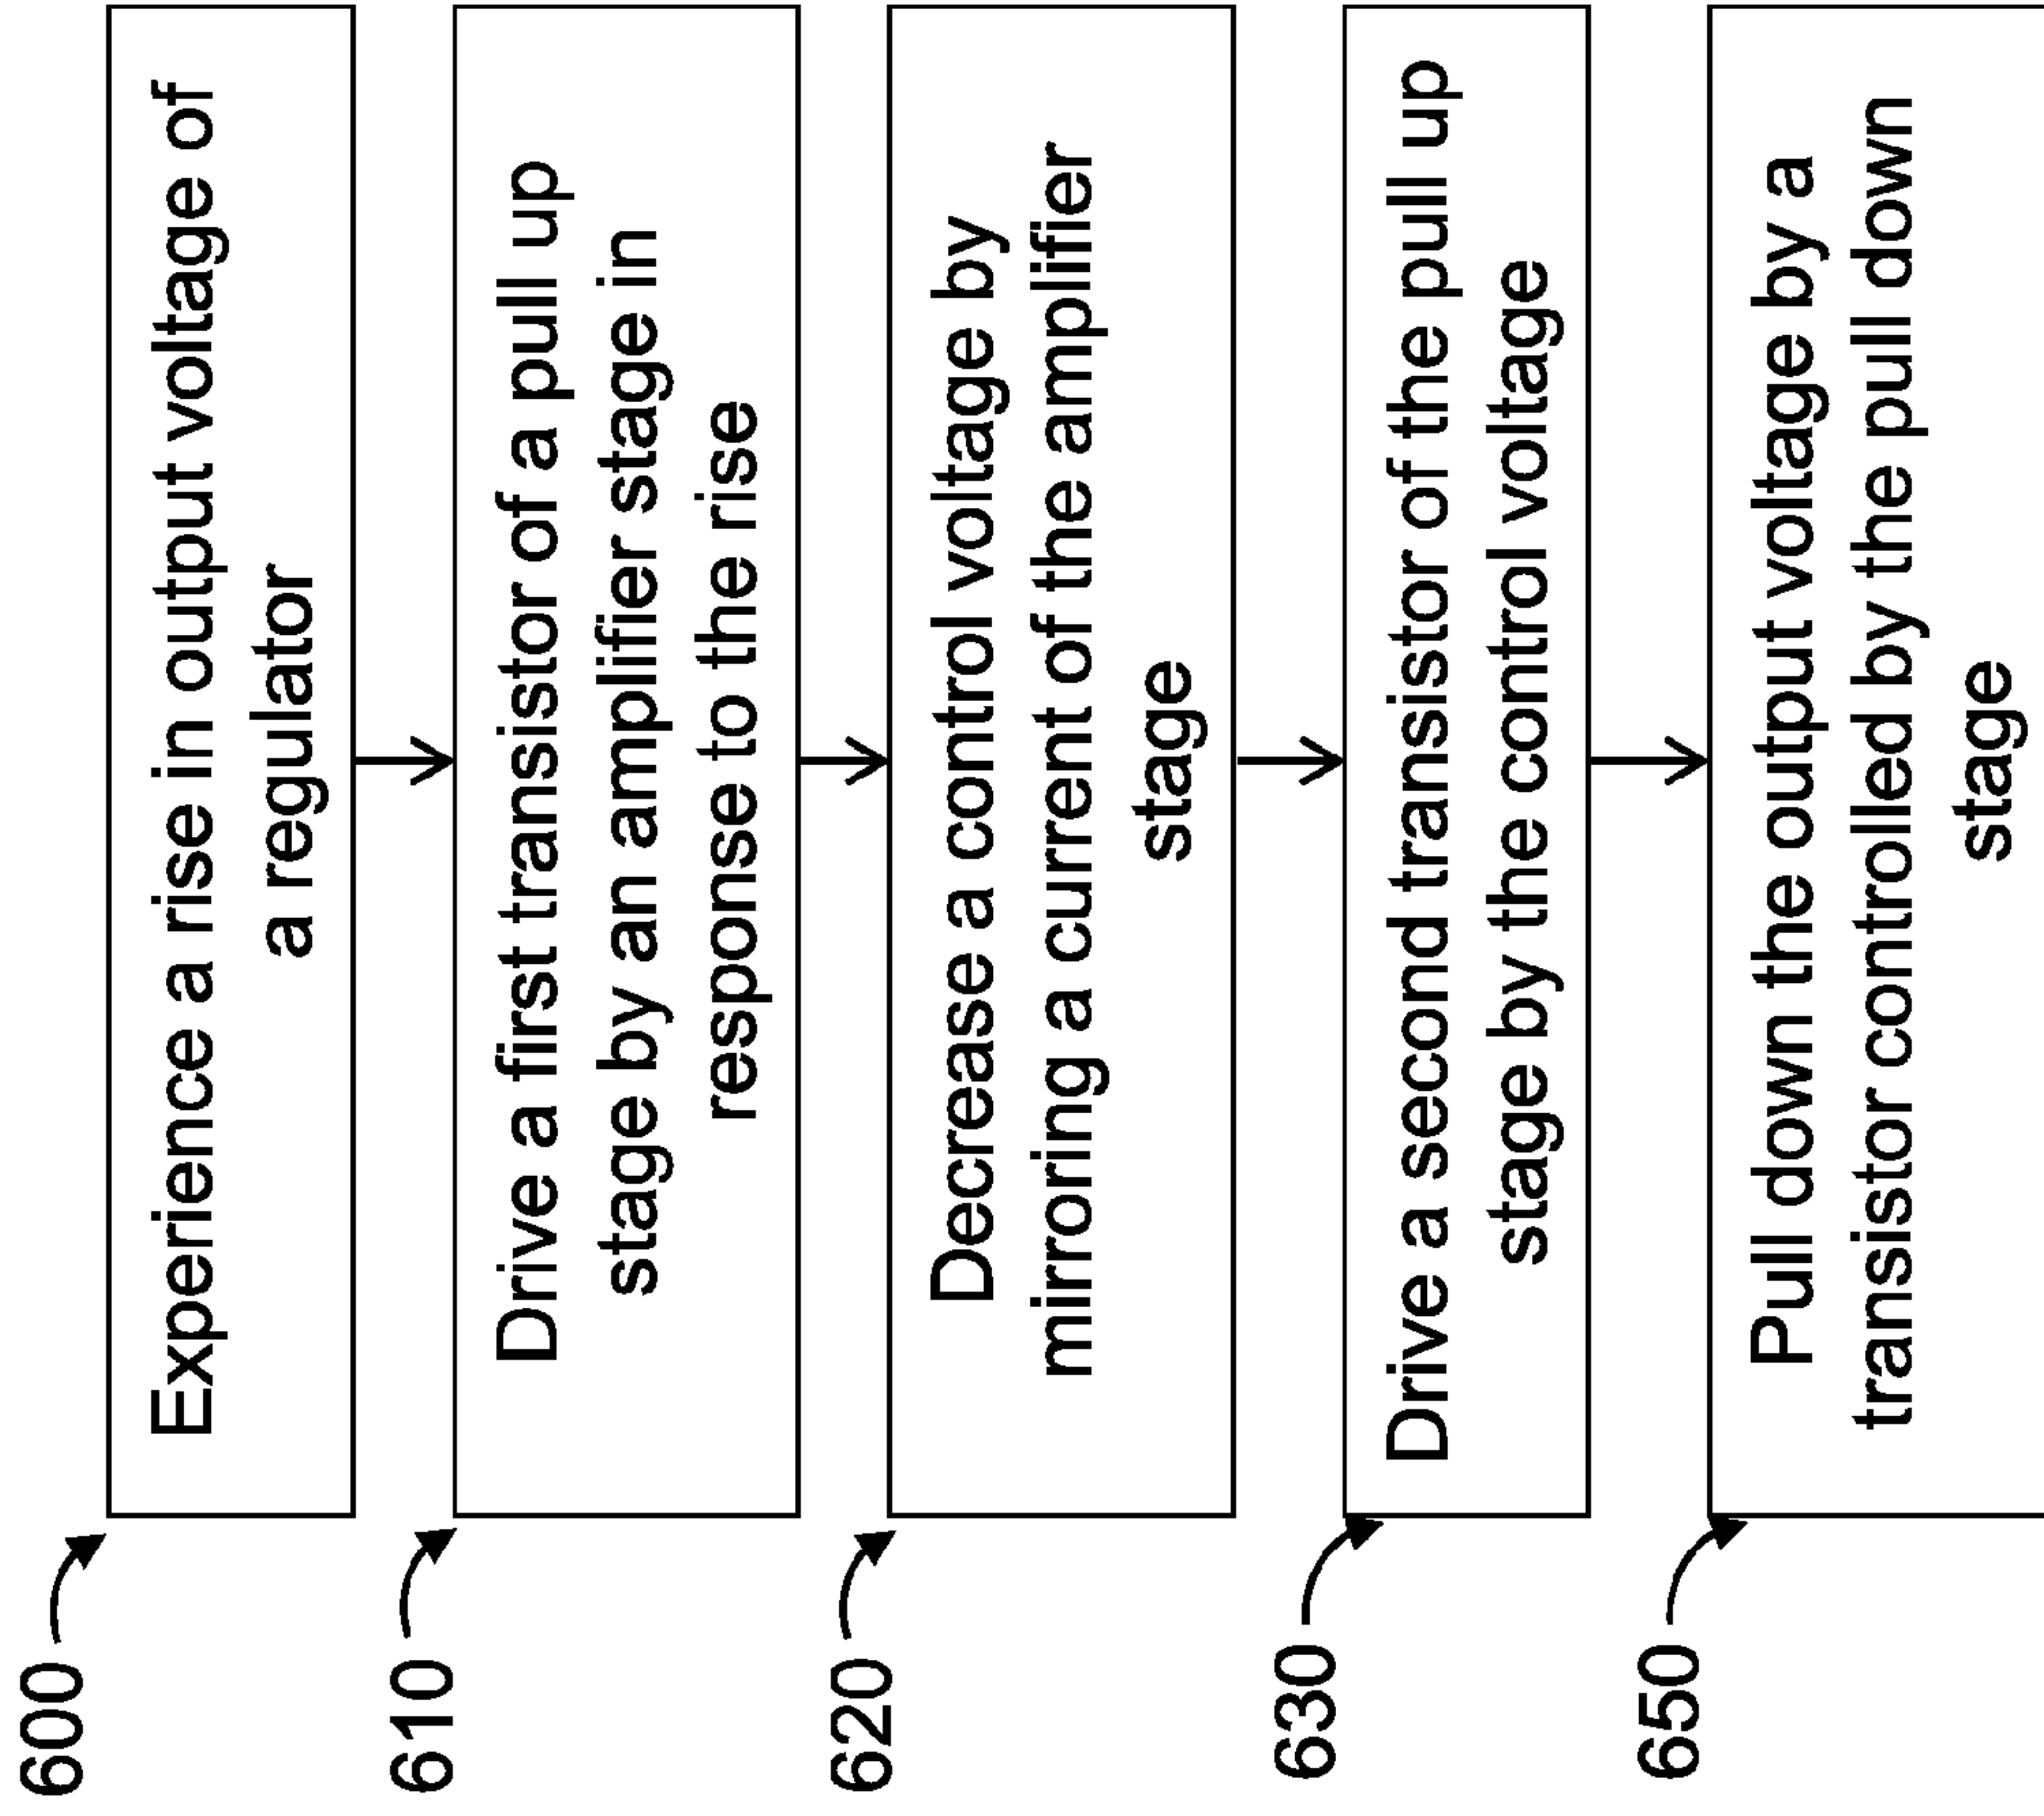 600
Experience a rise in output voltage of
a regulator
610
Drive a first transistor of a pull up
stage by an amplifier stage in
response to the rise
620
Decrease a control voltage by
mirroring a current of the amplifier
stage
630
Drive a second transistor of the pull up
stage by the control voltage
650
Pull down the output voltage by a
transistor controlled by the pull down
stage